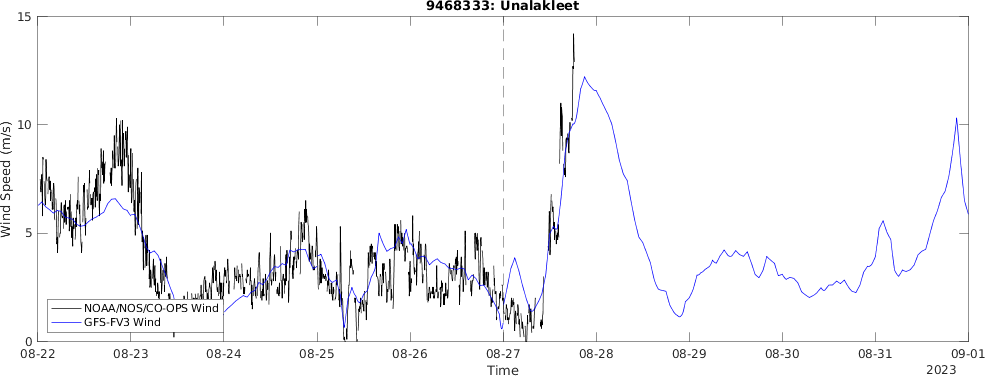 9468333: Unalakleet
15
10
5
0
Wind Speed (m/s)
NOAA/NOS/CO-OPS Wind
GFS-FV3 Wind
08-22 08-23 08-24 08-25 08-26 08-27 08-28 08-29 08-30 08-31 09-01
Time
2023